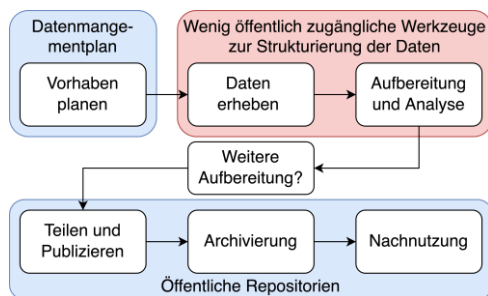 Datenmange-
mentplan
Wenig öffentlich zugängliche Werkzeuge
zur Strukturierung der Daten
Vorhaben
planen
Daten
erheben
Aufbereitung
und Analyse
Weitere
Aufbereitung?
Teilen und
Publizieren
Archivierung
Nachnutzung
Öffentliche Repositorien